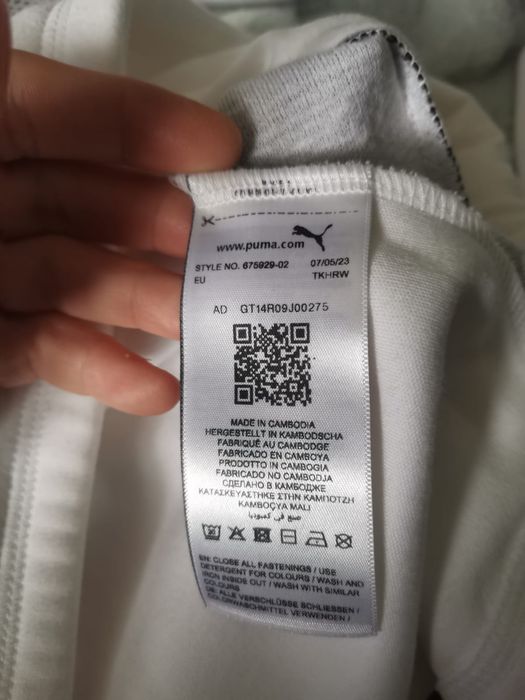 www.puma.com
STYLE NO. 675929-02 07/05/23
EU TKHRW
AD GT14R09J00275
MADE IN CAMBODIA
HERGESTELLT IN KAMBODSCHA
FABRIQUÉ AU CAMBODGE
FABRICADO EN CAMBOYA
PRODOTTO IN CAMBOGIA
FABRICADO NO CAMBODJA
СДЕЛАНО В КАМБОДЖЕ
ΚΑΤΑΣΚΕΥΑΣΤΗΚΕ ΣΤΗΝ ΚΑΜΠΟΤΖΗ
KAMBOÇYA MALI
صنع في كمبوديا
EN: CLOSE ALL FASTENINGS / USE
DETERGENT FOR COLOURS / WASH AND
IRON INSIDE OUT / WASH WITH SIMILAR
COLOURS
DE: ALLE VERSCHLÜSSE SCHLIESSEN /
COLORWASCHMITTEL VERWENDEN /